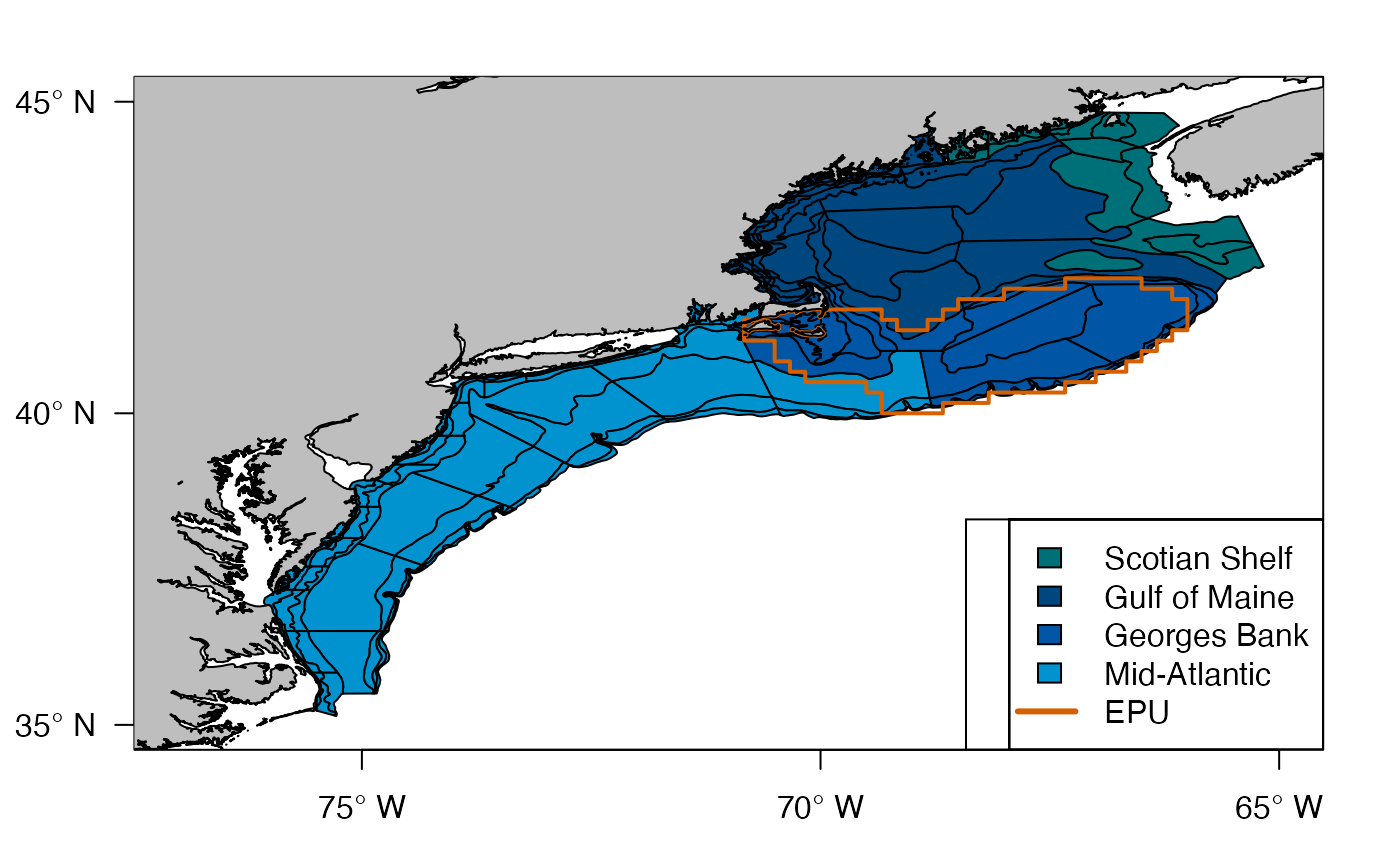 45° N
40° N
35° N
Scotian Shelf
Gulf of Maine
Georges Bank
Mid-Atlantic
EPU
75° W
70° W
65° W